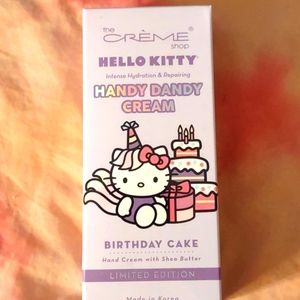 the
CRÈME
shop
HELLO KITTY
Intense Hydration & Repairing
HANDY DANDY
CREAM
BIRTHDAY CAKE
Hand Cream with Shea Butter
LIMITED EDITION
Made in Korea